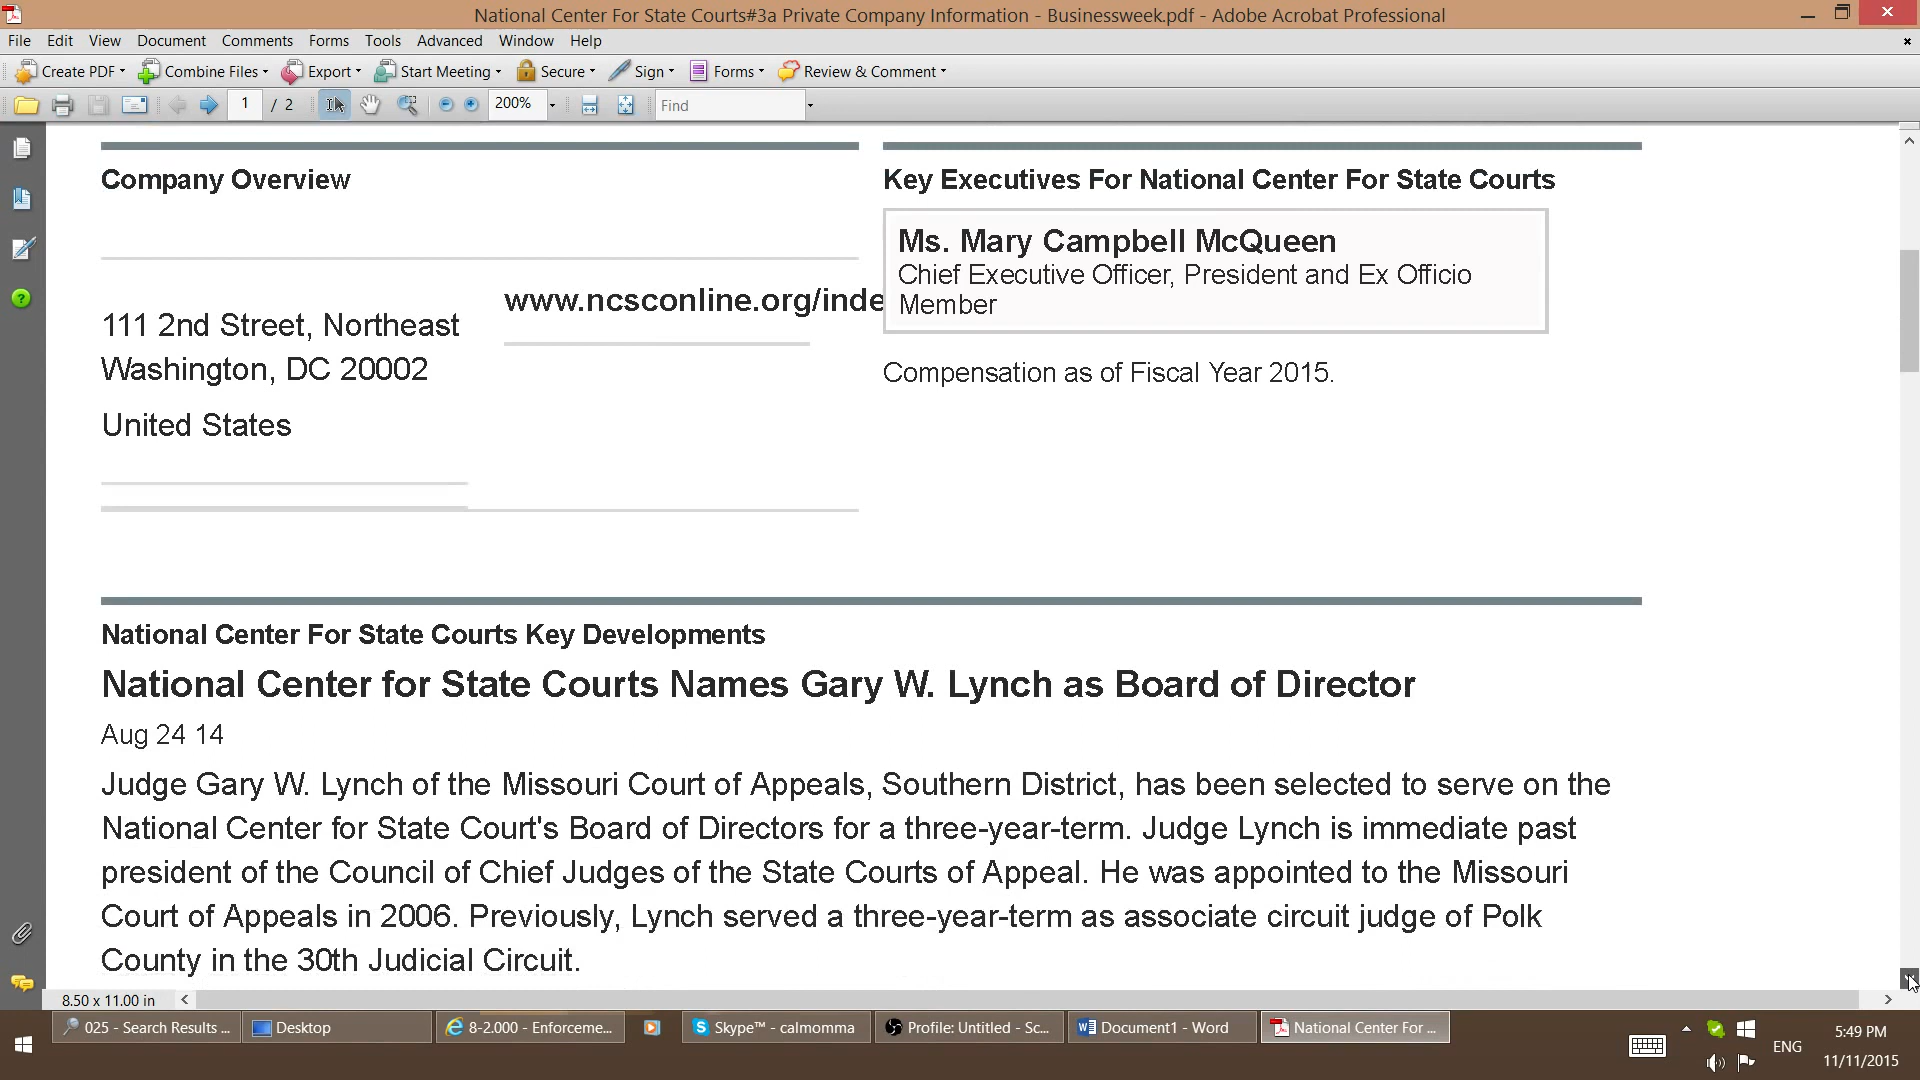 National Center For State Courts#3a Private Company Information - Businessweek.pdf - Adobe Acrobat Professional
File Edit View Document Comments Forms Tools Advanced Window Help
Create PDF Combine Files Export Start Meeting Secure Sign Forms Review & Comment
1 / 2 200% Find
Company Overview
www.ncsconline.org/inde
111 2nd Street, Northeast
Washington, DC 20002
United States
Key Executives For National Center For State Courts
Ms. Mary Campbell McQueen
Chief Executive Officer, President and Ex Officio
Member
Compensation as of Fiscal Year 2015.
National Center For State Courts Key Developments
National Center for State Courts Names Gary W. Lynch as Board of Director
Aug 24 14
Judge Gary W. Lynch of the Missouri Court of Appeals, Southern District, has been selected to serve on the
National Center for State Court's Board of Directors for a three-year-term. Judge Lynch is immediate past
president of the Council of Chief Judges of the State Courts of Appeal. He was appointed to the Missouri
Court of Appeals in 2006. Previously, Lynch served a three-year-term as associate circuit judge of Polk
County in the 30th Judicial Circuit.
8.50 x 11.00 in
025 - Search Results ... Desktop 8-2.000 - Enforceme... Skype™ - calmomma Profile: Untitled - Sc... Document1 - Word National Center For ...
ENG
5:49 PM
11/11/2015